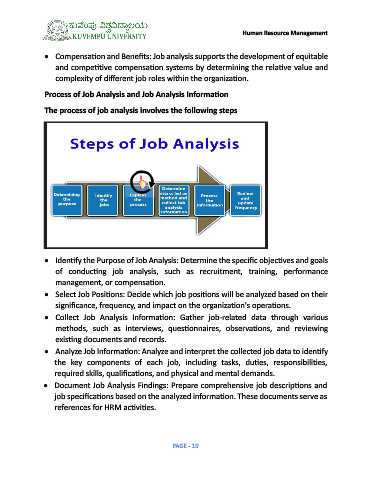 ಕುವೆಂಪು ವಿಶ್ವವಿದ್ಯಾಲಯ
KUVEMPU UNIVERSITY
Human Resource Management
• Compensation and Benefits: Job analysis supports the development of equitable
and competitive compensation systems by determining the relative value and
complexity of different job roles within the organization.
Process of Job Analysis and Job Analysis Information
The process of job analysis involves the following steps
Steps of Job Analysis
Determining
the
purpose
Identify
the
jobs
the
process
Determine
method and
collect job
analysis
information
Process
the
information
Review
and
update
frequency
• Identify the Purpose of Job Analysis: Determine the specific objectives and goals
of conducting job analysis, such as recruitment, training, performance
management, or compensation.
• Select Job Positions: Decide which job positions will be analyzed based on their
significance, frequency, and impact on the organization's operations.
• Collect Job Analysis Information: Gather job-related data through various
methods, such as interviews, questionnaires, observations, and reviewing
existing documents and records.
• Analyze Job Information: Analyze and interpret the collected job data to identify
the key components of each job, including tasks, duties, responsibilities,
required skills, qualifications, and physical and mental demands.
• Document Job Analysis Findings: Prepare comprehensive job descriptions and
job specifications based on the analyzed information. These documents serve as
references for HRM activities.
PAGE - 19